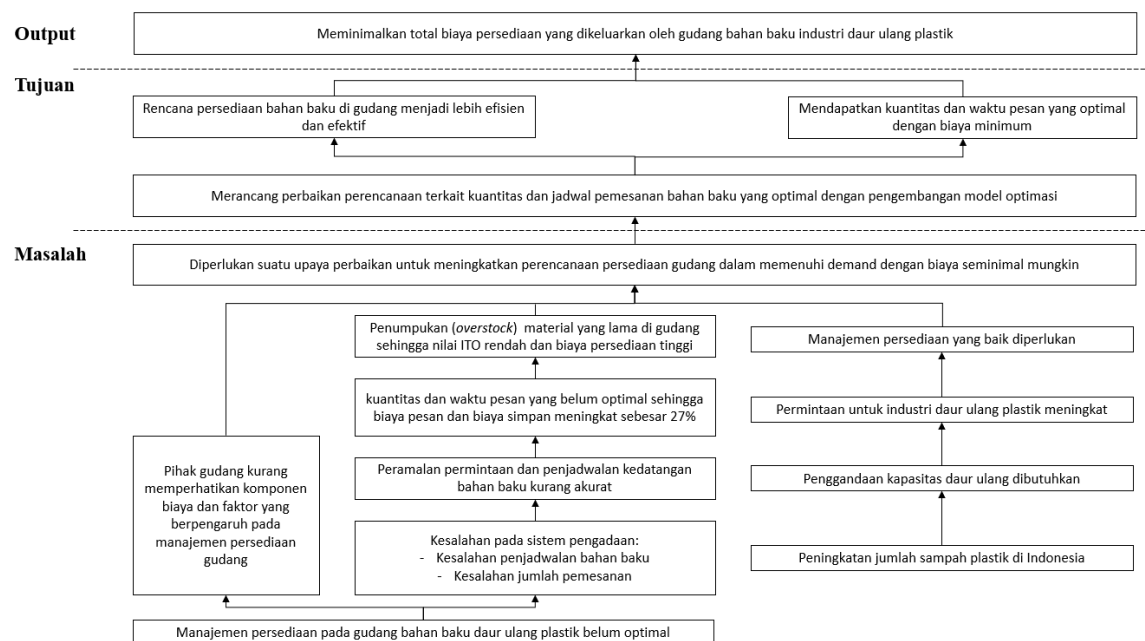 Output
Meminimalkan total biaya persediaan yang dikeluarkan oleh gudang bahan baku industri daur ulang plastik
Tujuan
Rencana persediaan bahan baku di gudang menjadi lebih efisien
dan efektif
Mendapatkan kuantitas dan waktu pesan yang optimal
dengan biaya minimum
Merancang perbaikan perencanaan terkait kuantitas dan jadwal pemesanan bahan baku yang optimal dengan pengembangan model optimasi
Masalah
Diperlukan suatu upaya perbaikan untuk meningkatkan perencanaan persediaan gudang dalam memenuhi demand dengan biaya seminimal mungkin
Penumpukan (overstock) material yang lama di gudang
sehingga nilai ITO rendah dan biaya persediaan tinggi
Manajemen persediaan yang baik diperlukan
kuantitas dan waktu pesan yang belum optimal sehingga
biaya pesan dan biaya simpan meningkat sebesar 27%
Permintaan untuk industri daur ulang plastik meningkat
Pihak gudang kurang
memperhatikan komponen
biaya dan faktor yang
berpengaruh pada
manajemen persediaan
gudang
Peramalan permintaan dan penjadwalan kedatangan
bahan baku kurang akurat
Penggandaan kapasitas daur ulang dibutuhkan
Kesalahan pada sistem pengadaan:
- Kesalahan penjadwalan bahan baku
- Kesalahan jumlah pemesanan
Peningkatan jumlah sampah plastik di Indonesia
Manajemen persediaan pada gudang bahan baku daur ulang plastik belum optimal